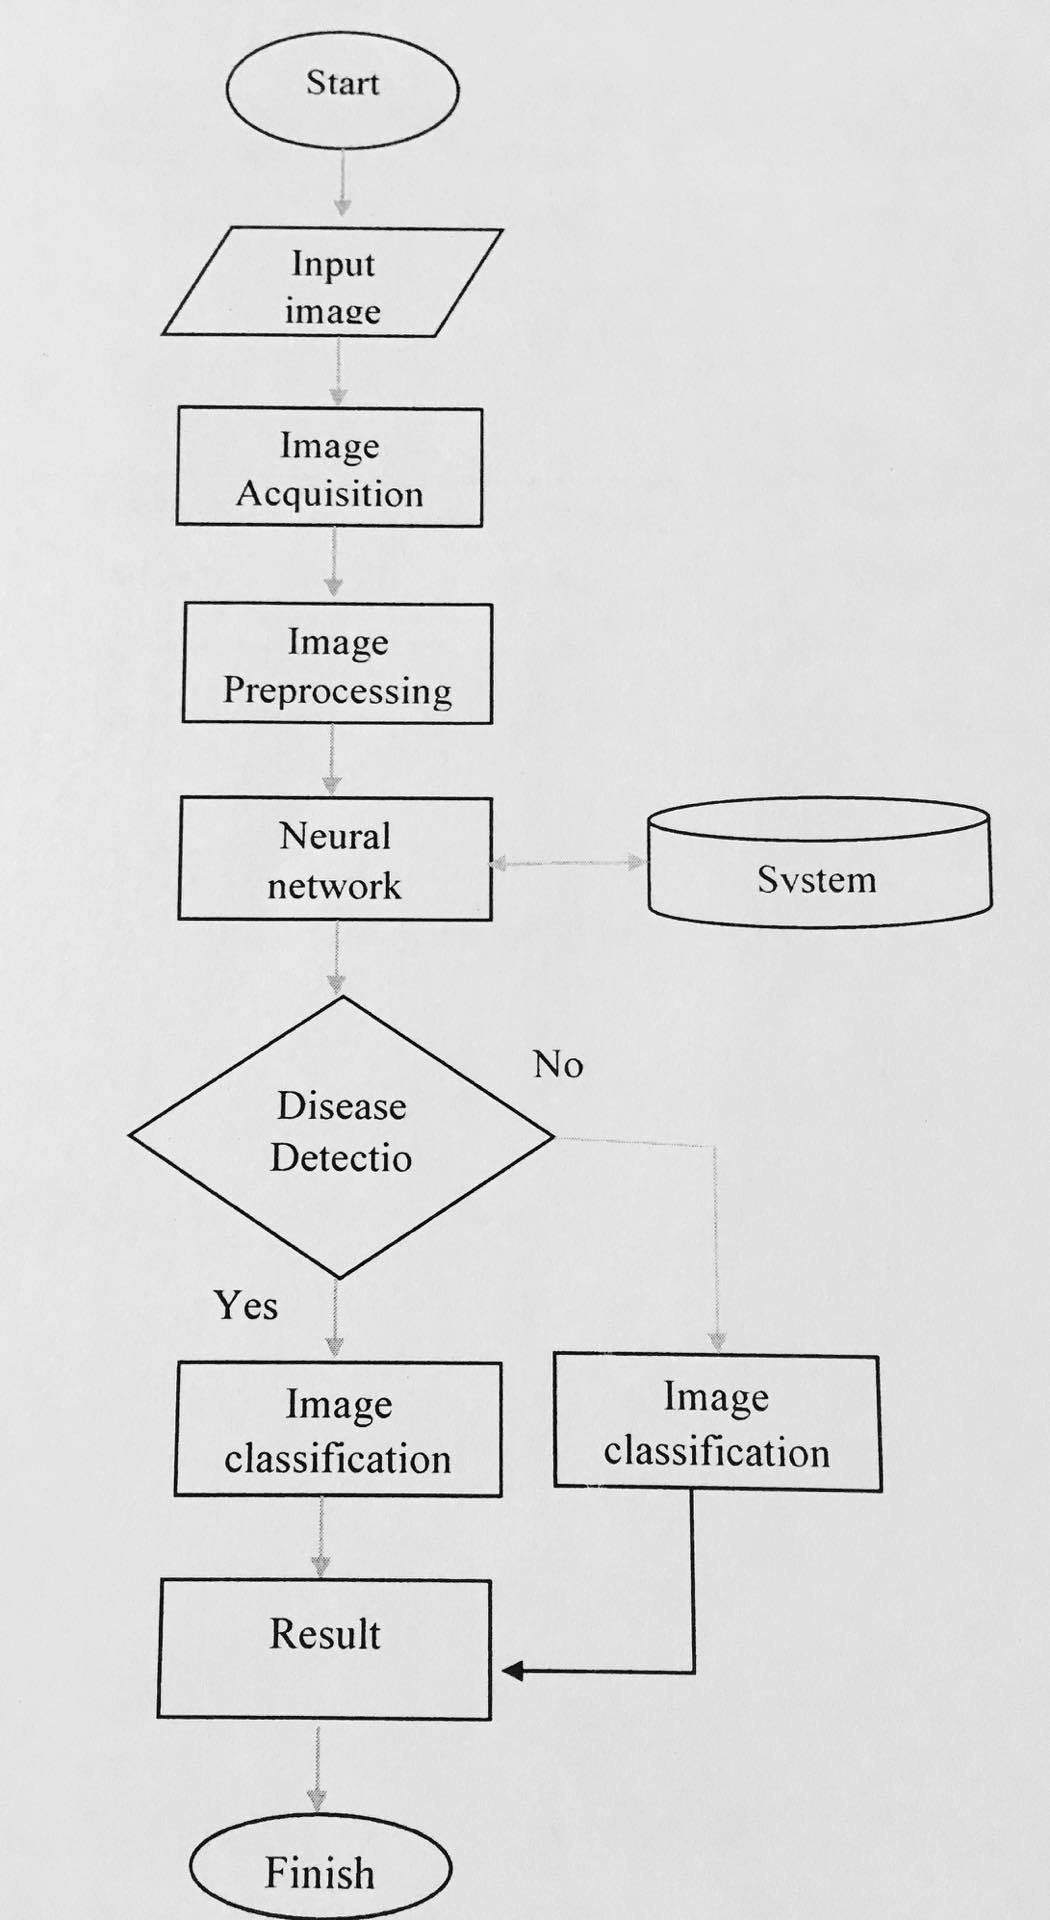 Start
Input
image
Image
Acquisition
Image
Preprocessing
Neural
network
System
Disease
Detectio
No
Yes
Image
classification
Image
classification
Result
Finish